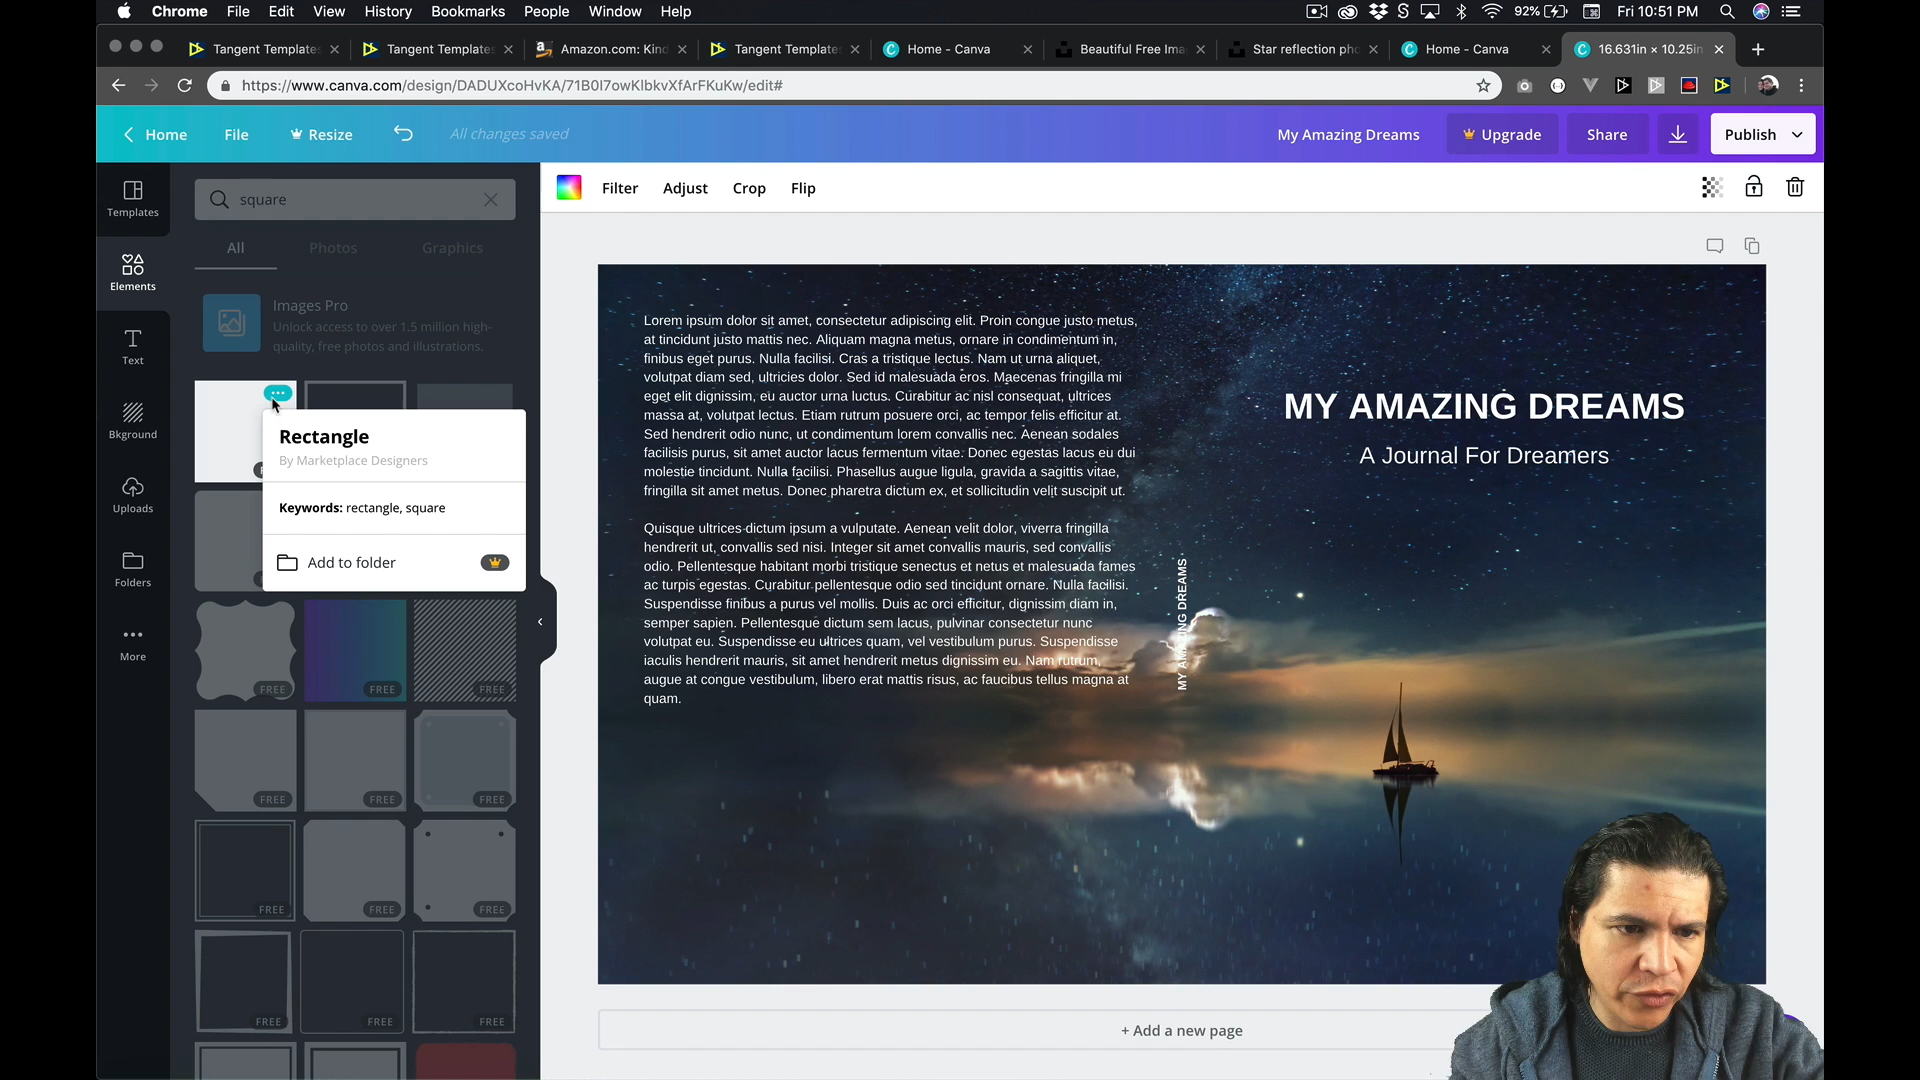 Chrome File Edit View History Bookmarks People Window Help
92% Fri 10:51 PM
Tangent Template
Tangent Template
Amazon.com: Kin
Tangent Template
Home - Canva
Beautiful Free Ima
Star reflection pho
Home - Canva
16.631in × 10.25in
https://www.canva.com/design/DADUXcoHvKA/71B0I7owKlbkvXfArFKuKw/edit#
Home File Resize All changes saved My Amazing Dreams Upgrade Share Publish
Templates
Elements
Text
Bkground
Uploads
Folders
More
square
All Photos Graphics
Images Pro
Unlock access to over 1.5 million high-
quality, free photos and illustrations.
Rectangle
By Marketplace Designers
Keywords: rectangle, square
Add to folder
FREE FREE FREE
FREE FREE FREE
FREE FREE FREE
FREE FREE FREE
Filter Adjust Crop Flip
Lorem ipsum dolor sit amet, consectetur adipiscing elit. Proin congue justo metus,
at tincidunt justo mattis nec. Aliquam magna metus, ornare in condimentum in,
finibus eget purus. Nulla facilisi. Cras a tristique lectus. Nam ut urna aliquet,
volutpat diam sed, ultricies dolor. Sed id malesuada eros. Maecenas fringilla mi
eget elit dignissim, eu auctor urna luctus. Curabitur ac nisl consequat, ultrices
massa at, volutpat lectus. Etiam rutrum posuere orci, ac tempor felis efficitur at.
Sed hendrerit odio nunc, ut condimentum lorem convallis nec. Aenean sodales
facilisis purus, sit amet auctor lacus fermentum vitae. Donec egestas lacus eu dui
molestie tincidunt. Nulla facilisi. Phasellus augue ligula, gravida a sagittis vitae,
fringilla sit amet metus. Donec pharetra dictum ex, et sollicitudin velit suscipit ut.
Quisque ultrices dictum ipsum a vulputate. Aenean velit dolor, viverra fringilla
hendrerit ut, convallis sed nisi. Integer sit amet convallis mauris, sed convallis
odio. Pellentesque habitant morbi tristique senectus et netus et malesuada fames
ac turpis egestas. Curabitur pellentesque odio sed tincidunt ornare. Nulla facilisi.
Suspendisse finibus a purus vel mollis. Duis ac orci efficitur, dignissim diam in,
semper sapien. Pellentesque dictum sem lacus, pulvinar consectetur nunc
volutpat eu. Suspendisse eu ultrices quam, vel vestibulum purus. Suspendisse
iaculis hendrerit mauris, sit amet hendrerit metus dignissim eu. Nam rutrum,
augue at congue vestibulum, libero erat mattis risus, ac faucibus tellus magna at
quam.
MY AMAZING DREAMS
MY AMAZING DREAMS
A Journal For Dreamers
+ Add a new page